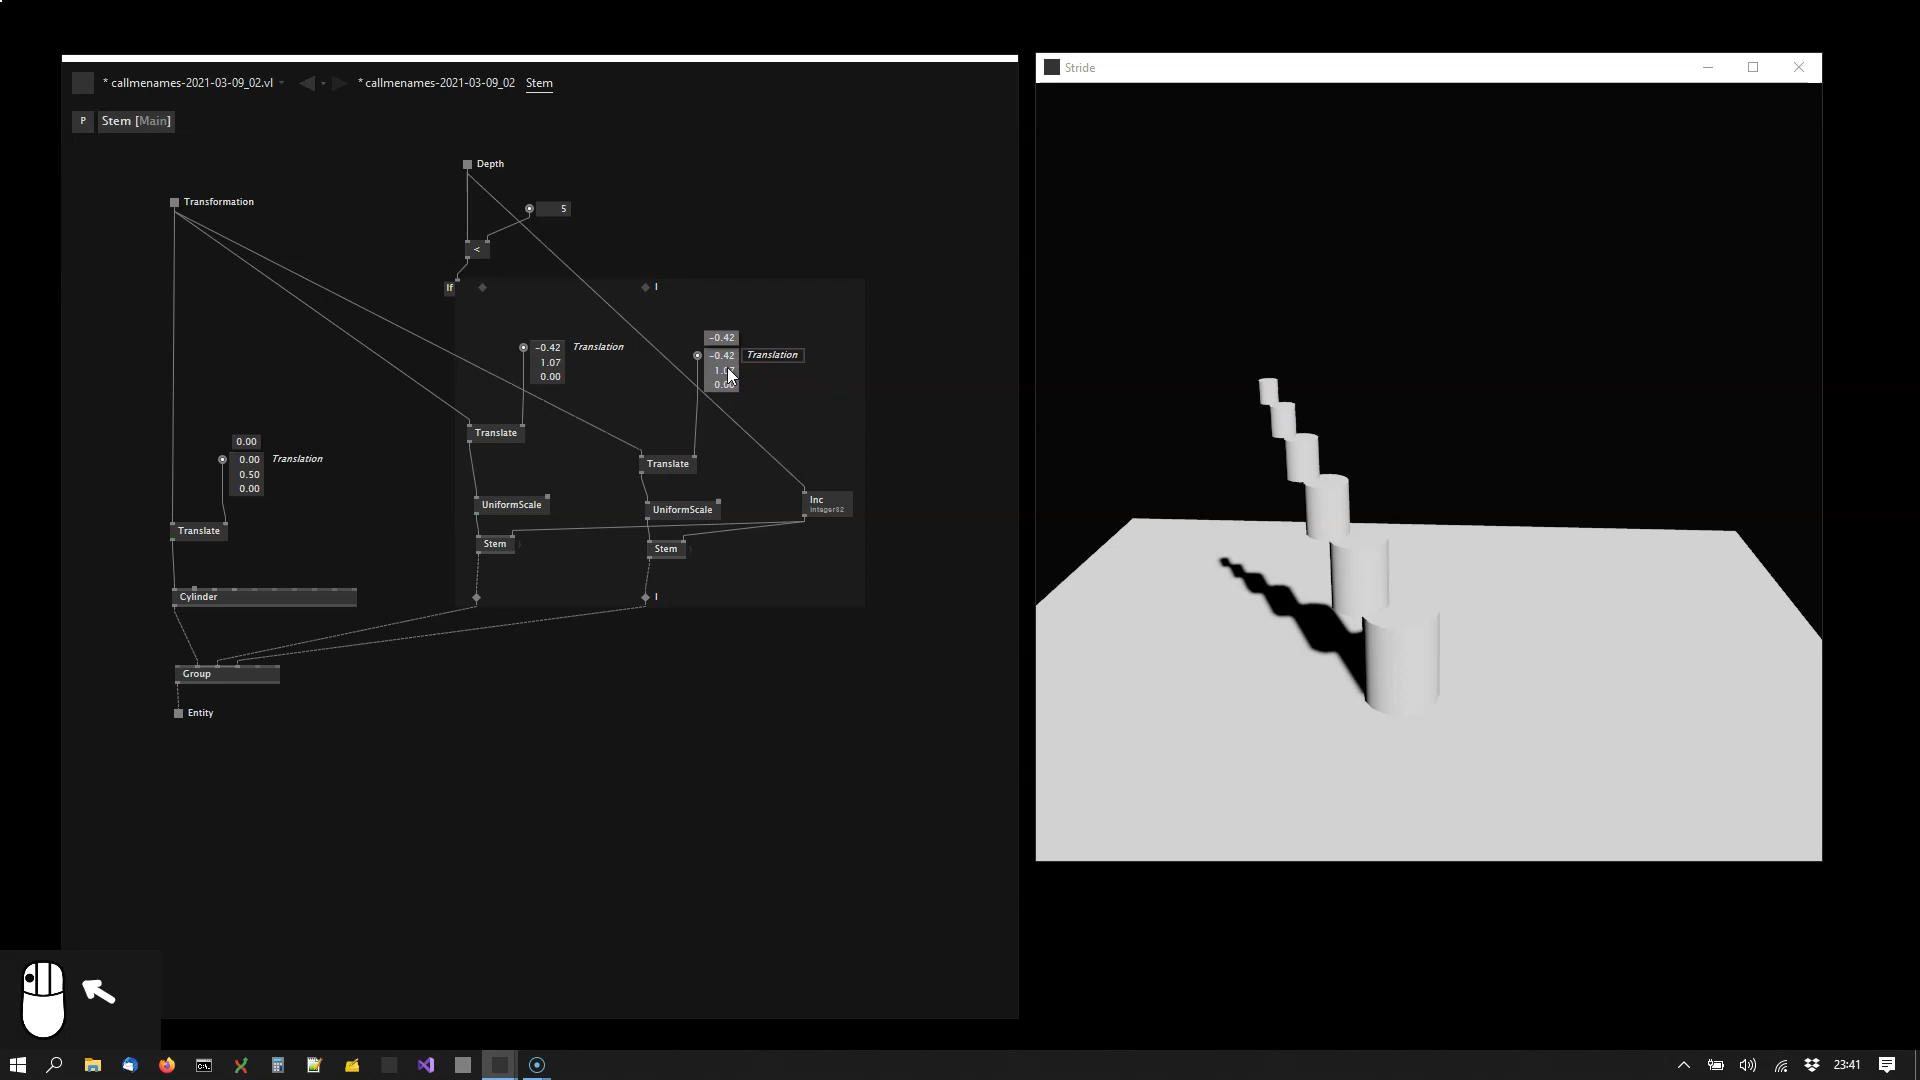 * callmenames-2021-03-09_02.vl
* callmenames-2021-03-09_02
Stem
P
Stem [Main]
Depth
Transformation
5
<
If
I
-0.42
1.07
0.00
Translation
-0.42
-0.42
Translation
0.00
0.00
0.50
0.00
Translation
Translate
Translate
Translate
UniformScale
UniformScale
Inc
Integer32
Stem
Stem
Cylinder
I
Group
Entity
Stride
23:41